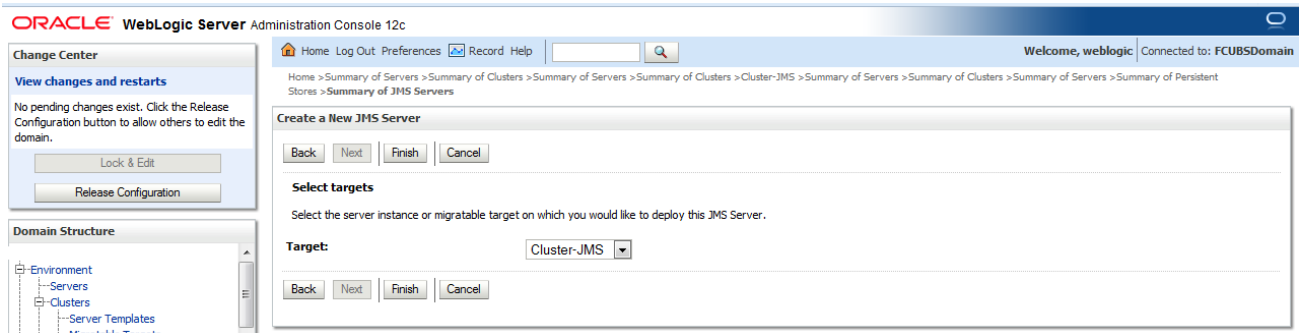 ORACLE WebLogic Server Administration Console 12c
Change Center
View changes and restarts
No pending changes exist. Click the Release
Configuration button to allow others to edit the
domain.
Lock & Edit
Release Configuration
Domain Structure
Environment
Servers
Clusters
Server Templates
Migratable Targets
Home Log Out Preferences Record Help
Welcome, weblogic Connected to: FCUBSDomain
Home >Summary of Servers >Summary of Clusters >Summary of Servers >Summary of Clusters >Cluster-JMS >Summary of Servers >Summary of Clusters >Summary of Servers >Summary of Persistent
Stores >Summary of JMS Servers
Create a New JMS Server
Back Next Finish Cancel
Select targets
Select the server instance or migratable target on which you would like to deploy this JMS Server.
Target: Cluster-JMS
Back Next Finish Cancel